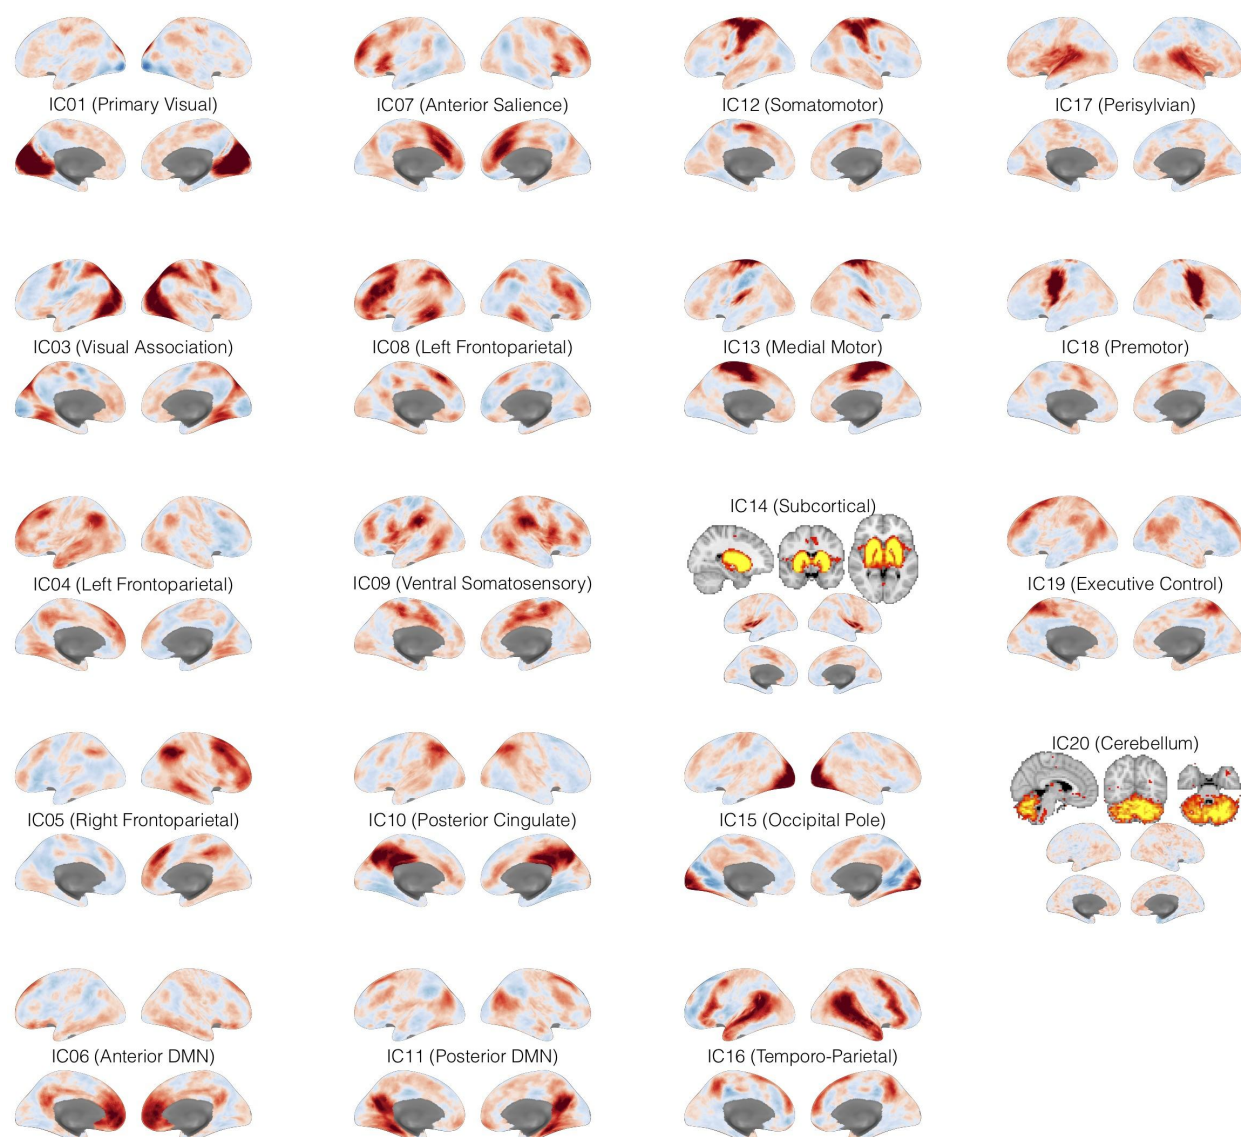 IC01 (Primary Visual)
IC07 (Anterior Salience)
IC12 (Somatomotor)
IC17 (Perisylvian)
IC03 (Visual Association)
IC08 (Left Frontoparietal)
IC13 (Medial Motor)
IC18 (Premotor)
IC04 (Left Frontoparietal)
IC09 (Ventral Somatosensory)
IC14 (Subcortical)
IC19 (Executive Control)
IC05 (Right Frontoparietal)
IC10 (Posterior Cingulate)
IC15 (Occipital Pole)
IC20 (Cerebellum)
IC06 (Anterior DMN)
IC11 (Posterior DMN)
IC16 (Temporo-Parietal)